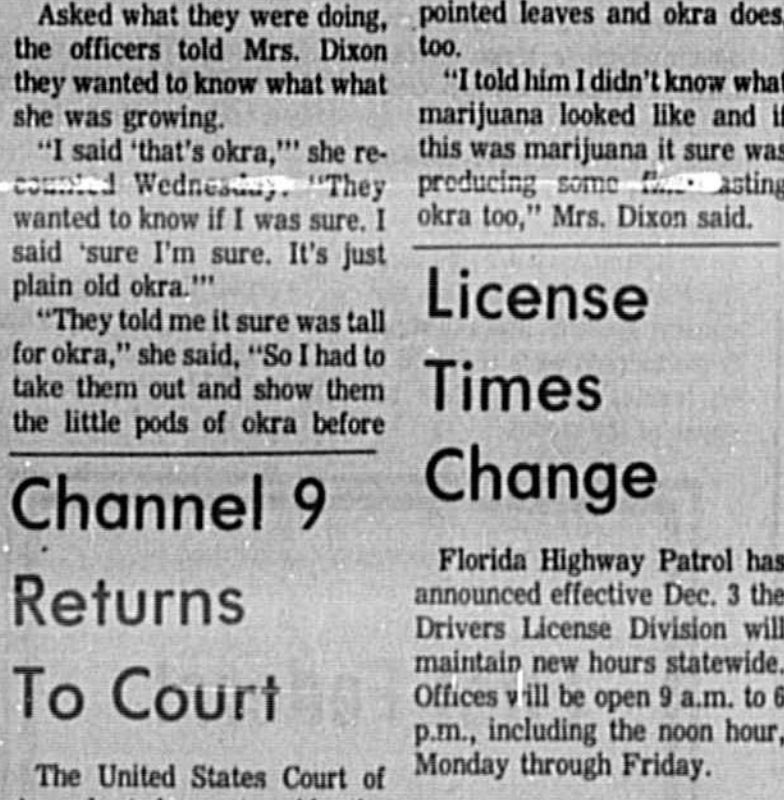 Asked what they were doing,
the officers told Mrs. Dixon
they wanted to know what what
she was growing.
"I said 'that's okra,'" she re-
counted Wednesday. "They
wanted to know if I was sure. I
said 'sure I'm sure. It's just
plain old okra.'"
"They told me it sure was tall
for okra," she said, "So I had to
take them out and show them
the little pods of okra before
Channel 9
Returns
To Court
The United States Court of
pointed leaves and okra does
too.
"I told him I didn't know what
marijuana looked like and if
this was marijuana it sure was
producing some asting
okra too," Mrs. Dixon said.
License
Times
Change
Florida Highway Patrol has
announced effective Dec. 3 the
Drivers License Division will
maintain new hours statewide.
Offices will be open 9 a.m. to 6
p.m., including the noon hour,
Monday through Friday.